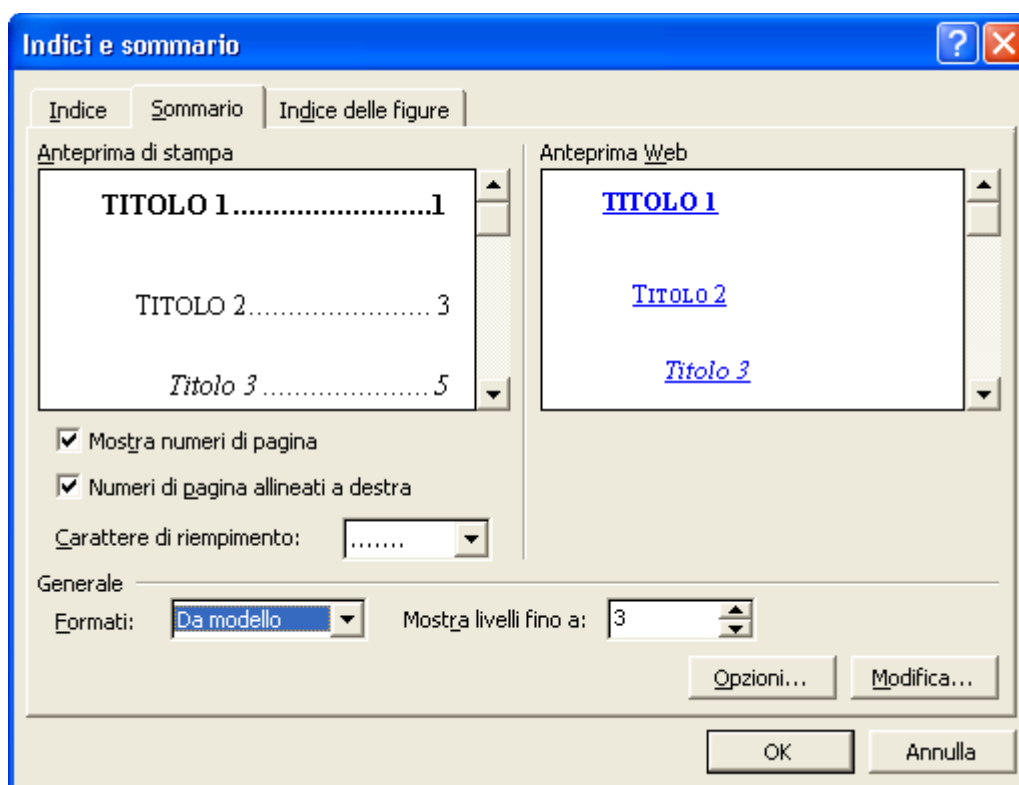 Indici e sommario
Indice Sommario Indice delle figure
Anteprima di stampa
TITOLO 1........................1
TITOLO 2....................... 3
Titolo 3 ..................... 5
Anteprima Web
TITOLO 1
TITOLO 2
Titolo 3
Mostra numeri di pagina
Numeri di pagina allineati a destra
Carattere di riempimento: .......
Generale
Formati: Da modello Mostra livelli fino a: 3
Opzioni... Modifica...
OK Annulla